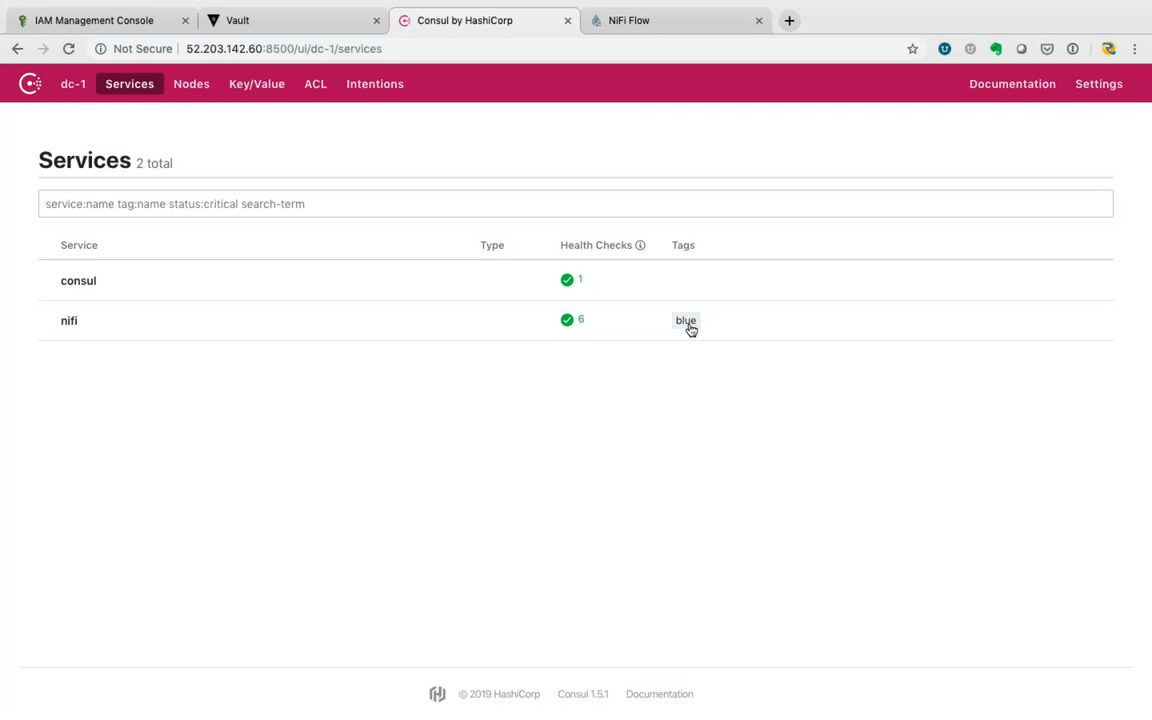 IAM Management Console
Vault
Consul by HashiCorp
NiFi Flow
Not Secure 52.203.142.60:8500/ui/dc-1/services
dc-1 Services Nodes Key/Value ACL Intentions Documentation Settings
Services 2 total
service:name tag:name status:critical search-term
Service Type Health Checks Tags
consul 1
nifi 6 blue
© 2019 HashiCorp Consul 1.5.1 Documentation